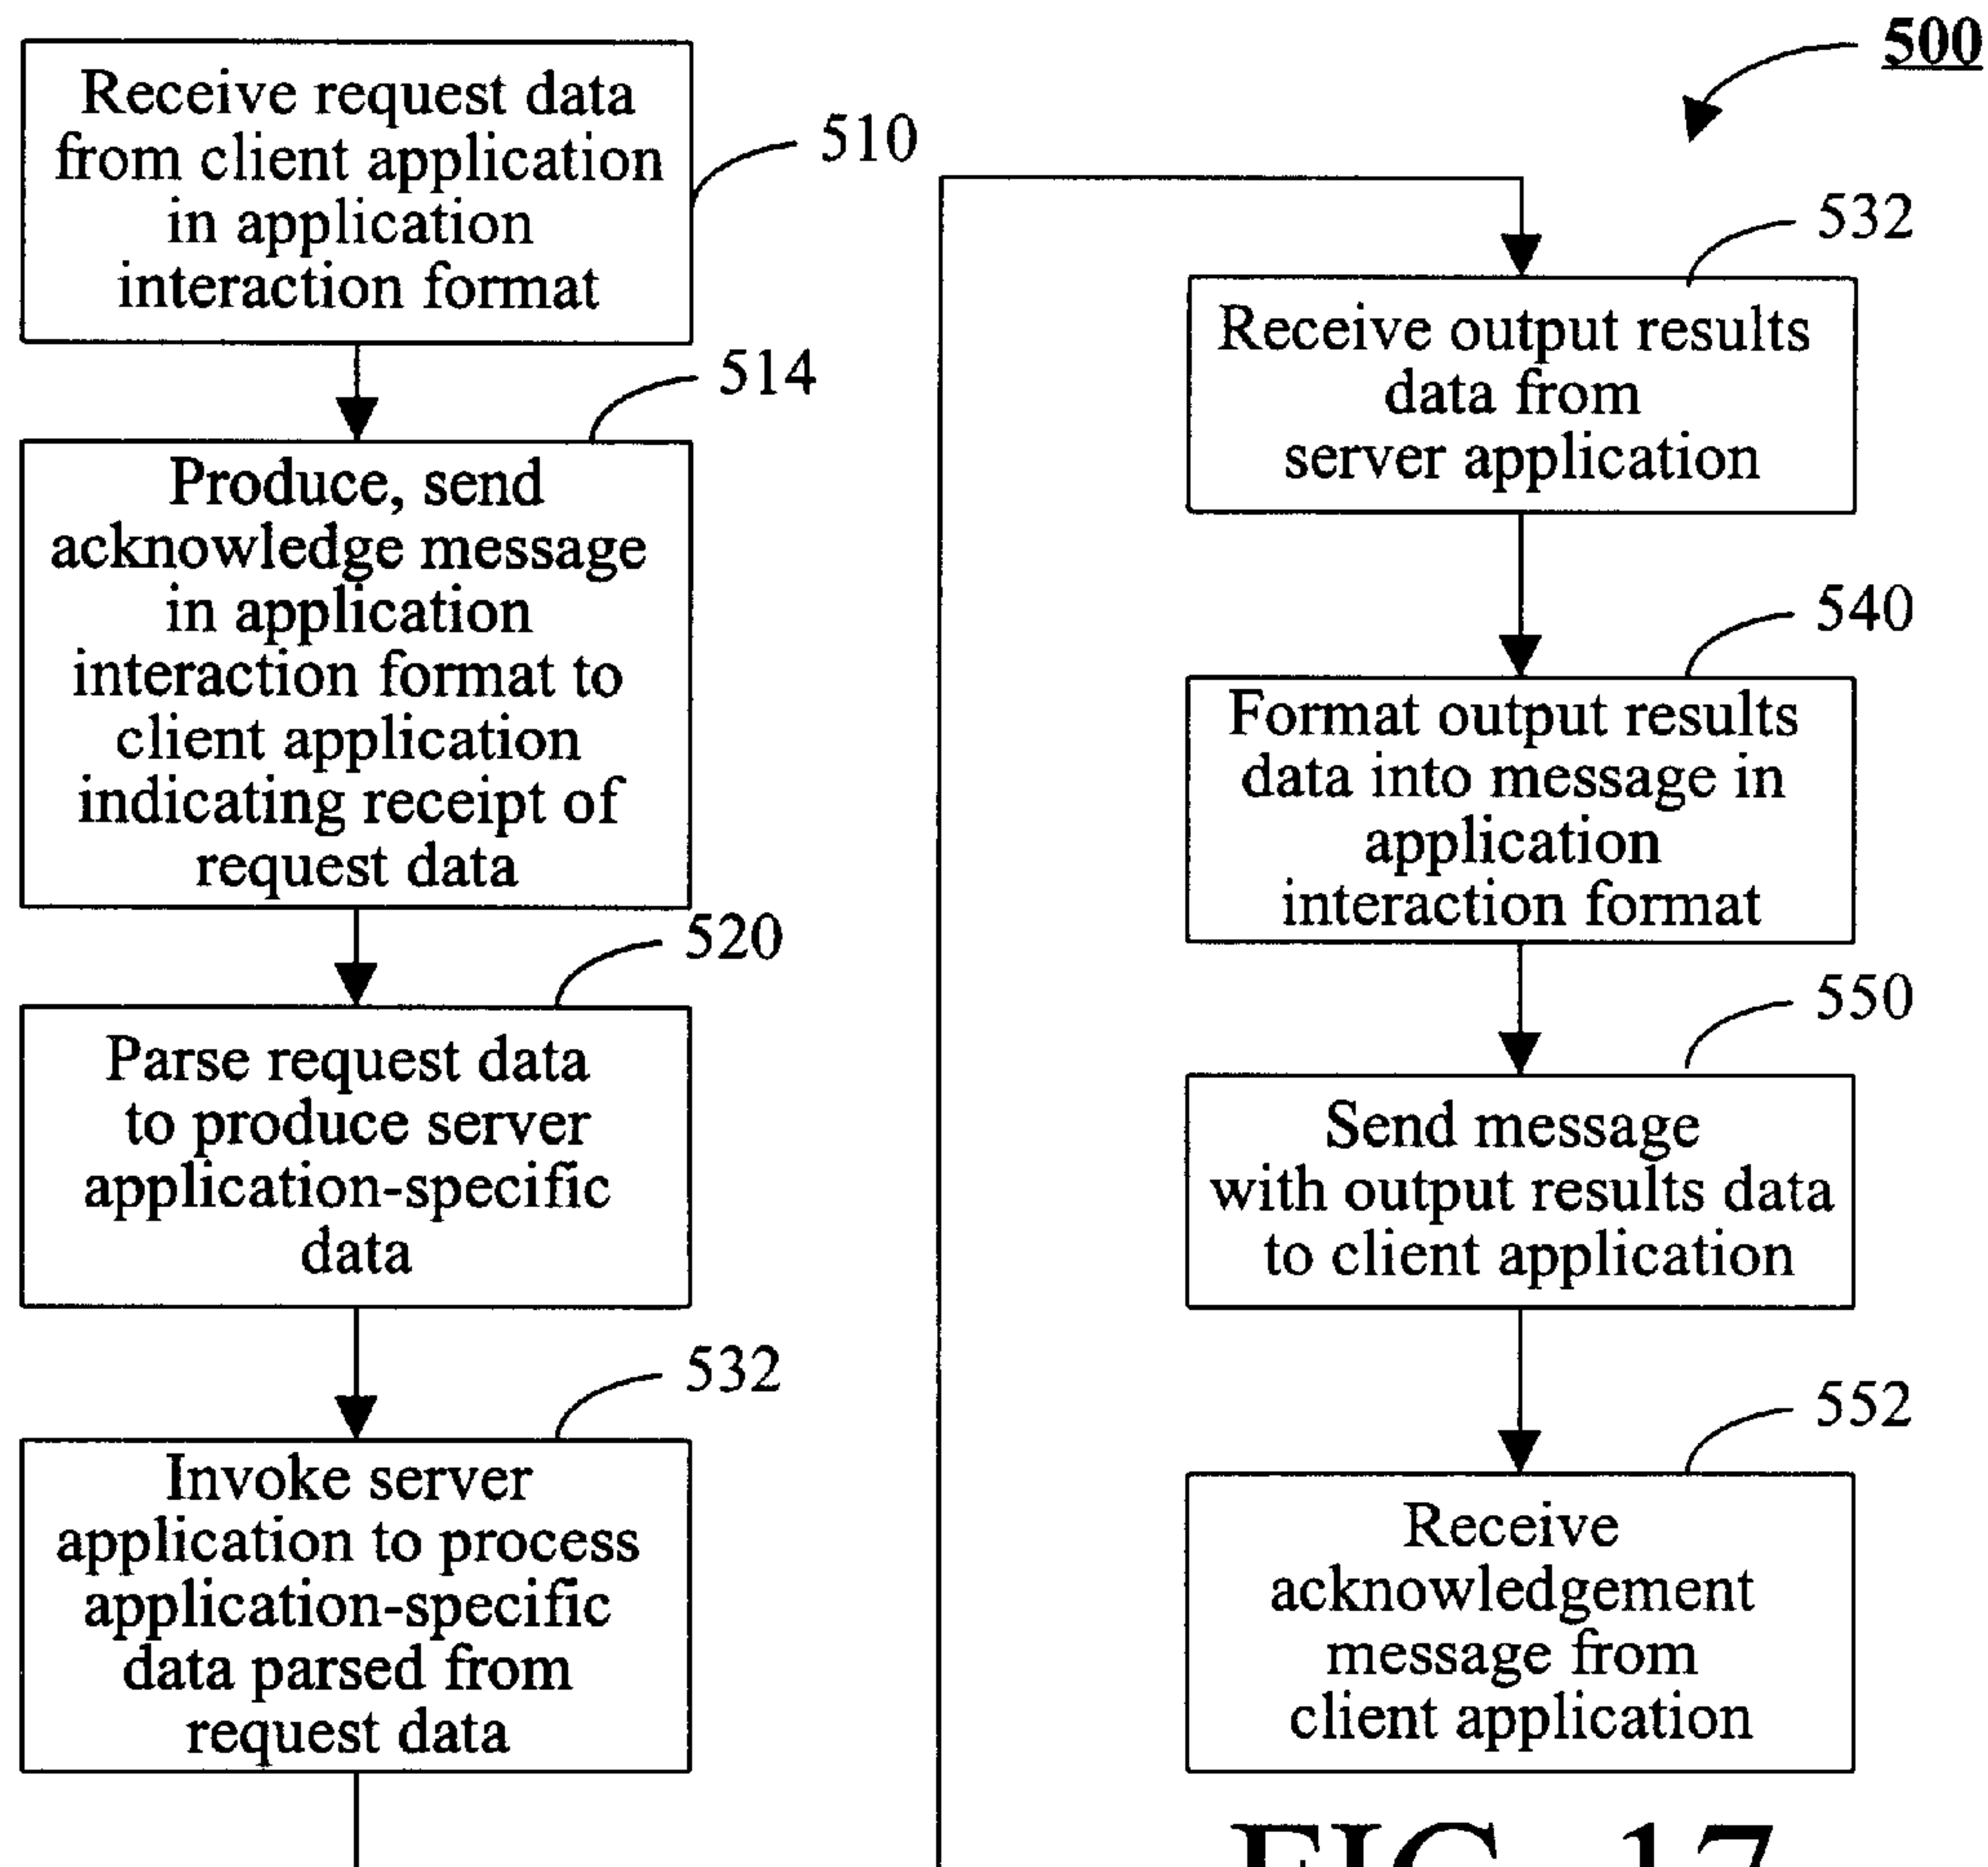 500
Receive request data
from client application
in application
interaction format
510
514
Produce, send
acknowledge message
in application
interaction format to
client application
indicating receipt of
request data
520
Parse request data
to produce server
application-specific
data
532
Invoke server
application to process
application-specific
data parsed from
request data
532
Receive output results
data from
server application
540
Format output results
data into message in
application
interaction format
550
Send message
with output results data
to client application
552
Receive
acknowledgement
message from
client application
FIG. 17